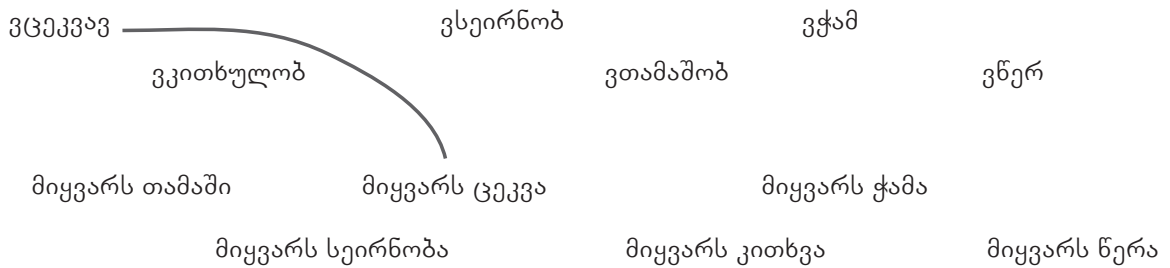 ვცეკვავ ვსეირნობ ვჭამ
ვკითხულობ ვთამაშობ ვწერ
მიყვარს თამაში მიყვარს ცეკვა მიყვარს ჭამა
მიყვარს სეირნობა მიყვარს კითხვა მიყვარს წერა